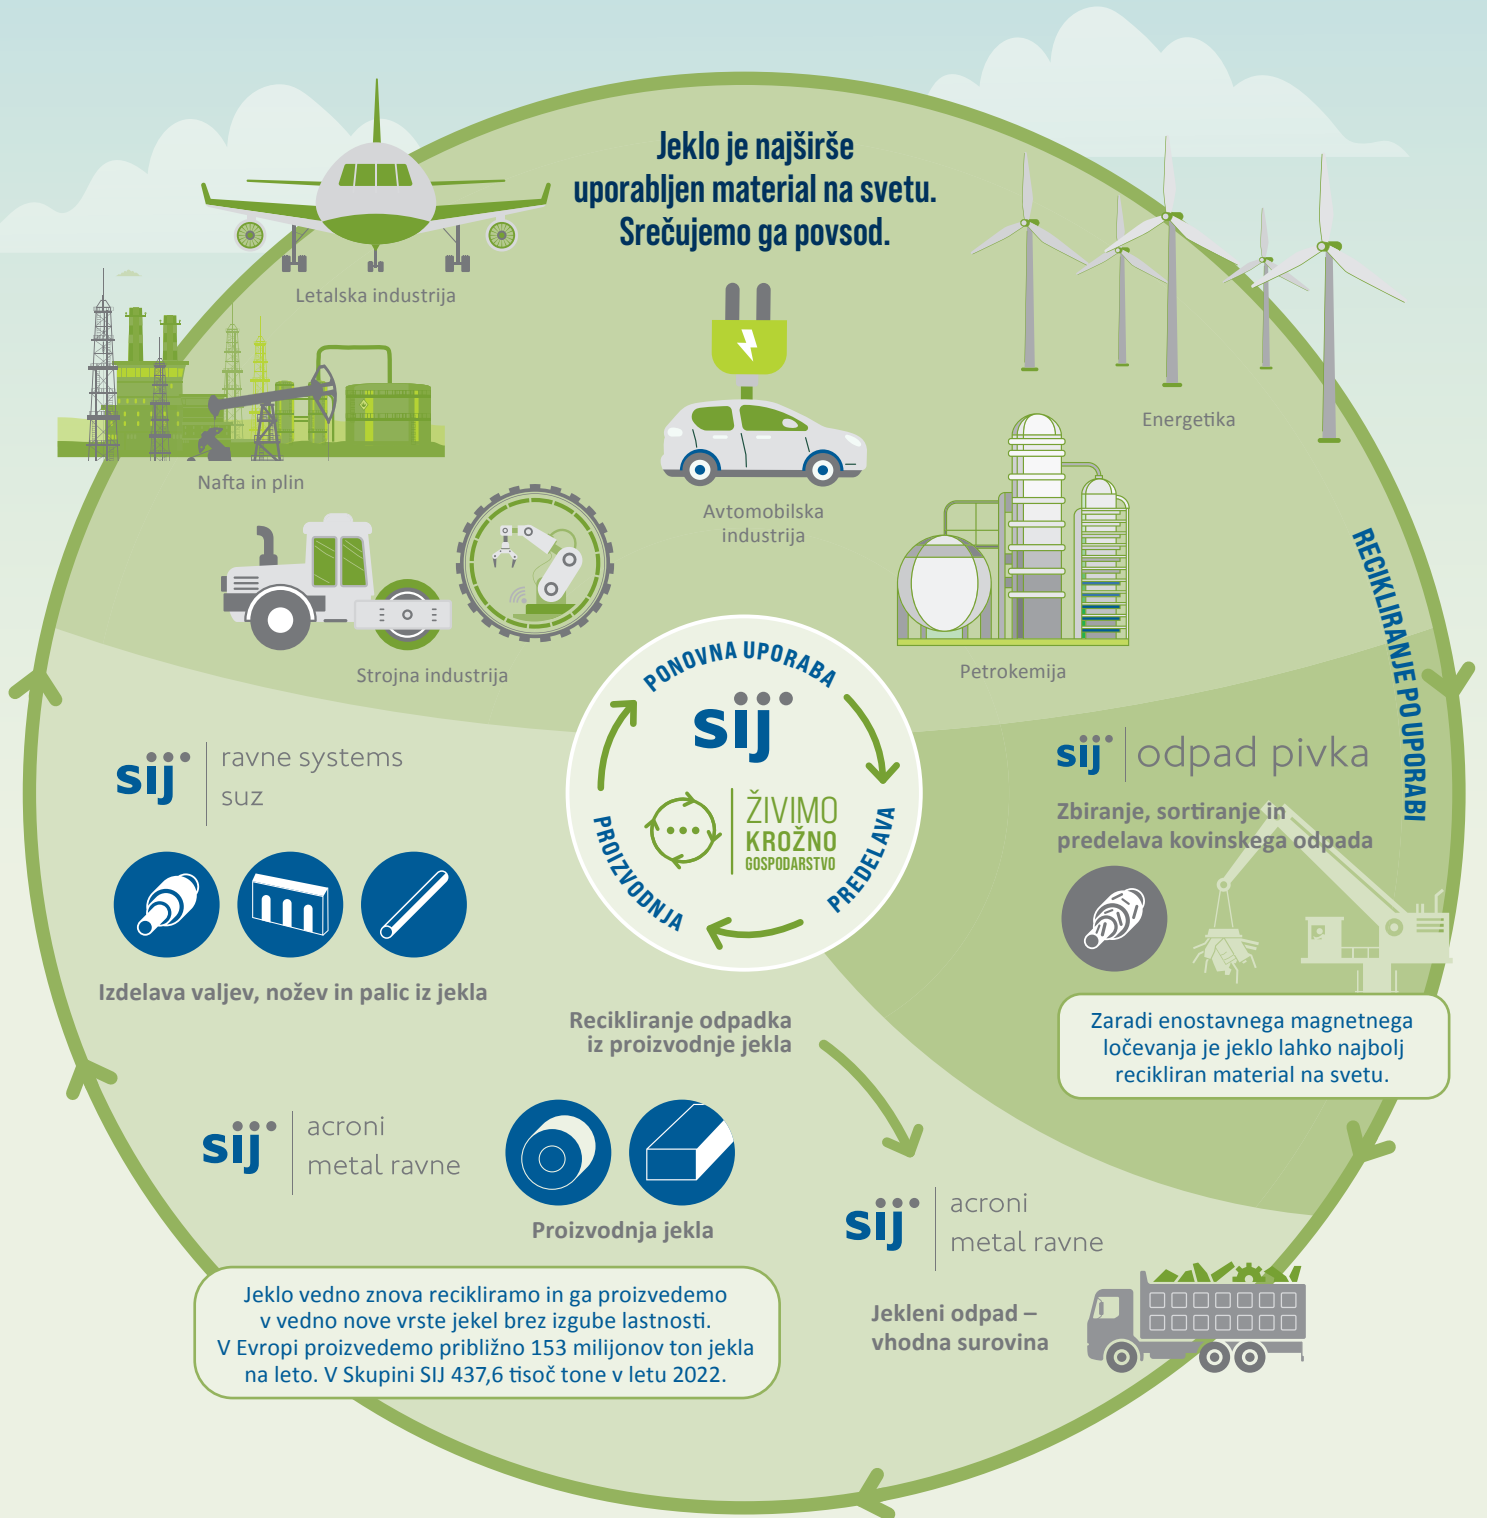 Jeklo je najširše
uporabljen material na svetu.
Srečujemo ga povsod.
Letalska industrija
Nafta in plin
Avtomobilska
industrija
Energetika
Strojna industrija
Petrokemija
RECIKLIRANJE PO UPORABI
PONOVNA UPORABA
sij
ŽIVIMO
KROŽNO
GOSPODARSTVO
PREDELAVA
PROIZVODNJA
sij
ravne systems
suz
Izdelava valjev, nožev in palic iz jekla
sij
odpad pivka
Zbiranje, sortiranje in
predelava kovinskega odpada
Zaradi enostavnega magnetnega
ločevanja je jeklo lahko najbolj
recikliran material na svetu.
Recikliranje odpadka
iz proizvodnje jekla
sij
acroni
metal ravne
Proizvodnja jekla
sij
acroni
metal ravne
Jekleni odpad –
vhodna surovina
Jeklo vedno znova recikliramo in ga proizvedemo
v vedno nove vrste jekel brez izgube lastnosti.
V Evropi proizvedemo približno 153 milijonov ton jekla
na leto. V Skupini SIJ 437,6 tisoč tone v letu 2022.